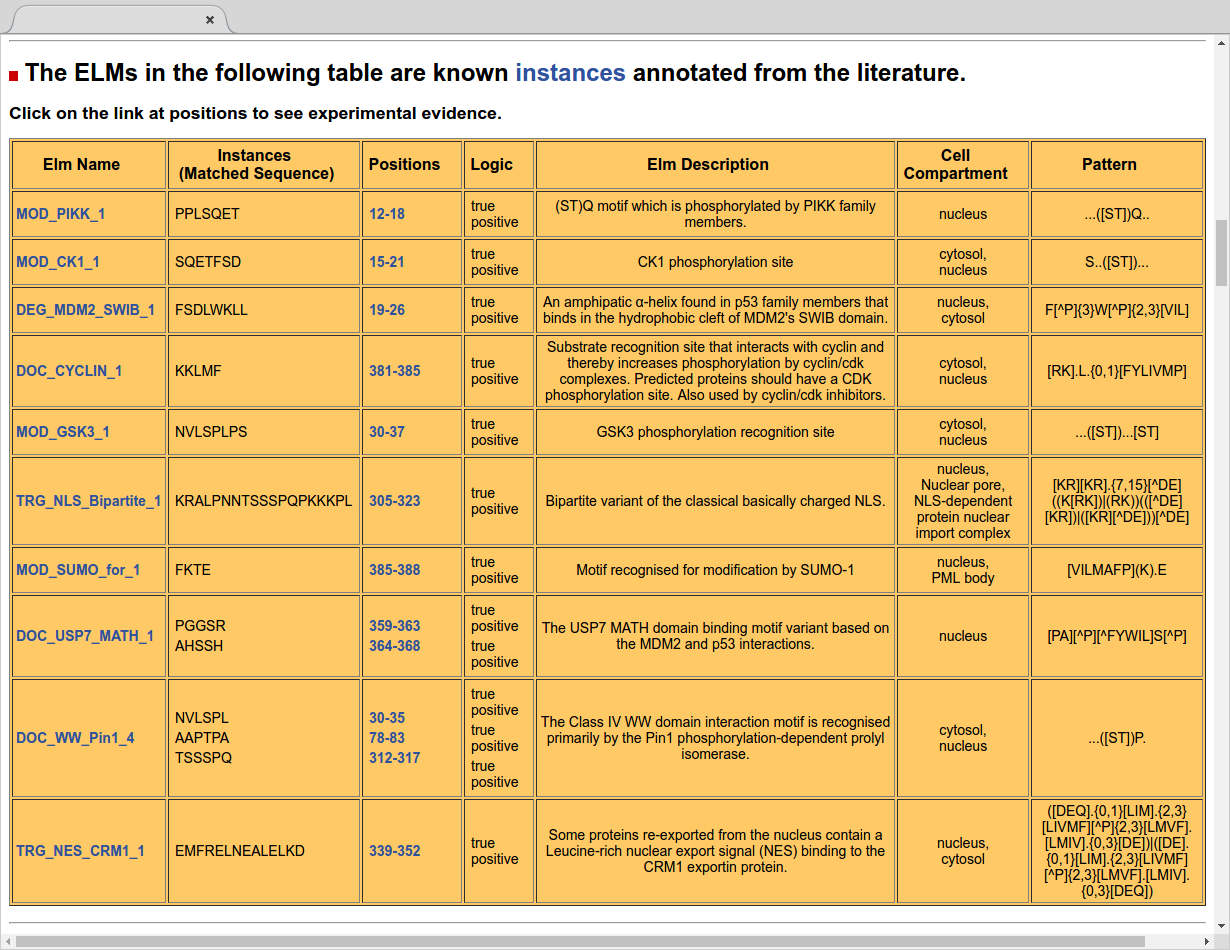 The ELMs in the following table are known instances annotated from the literature.
Click on the link at positions to see experimental evidence.
Elm Name
Instances
(Matched Sequence)
Positions
Logic
Elm Description
Cell
Compartment
Pattern
MOD_PIKK_1
PPLSQET
12-18
true
positive
(ST)Q motif which is phosphorylated by PIKK family
members.
nucleus
...([ST])Q..
MOD_CK1_1
SQETFSD
15-21
true
positive
CK1 phosphorylation site
cytosol,
nucleus
S..([ST])...
DEG_MDM2_SWIB_1
FSDLWKLL
19-26
true
positive
An amphipatic α-helix found in p53 family members that
binds in the hydrophobic cleft of MDM2's SWIB domain.
nucleus,
cytosol
F[^P]{3}W[^P]{2,3}[VIL]
DOC_CYCLIN_1
KKLMF
381-385
true
positive
Substrate recognition site that interacts with cyclin and
thereby increases phosphorylation by cyclin/cdk
complexes. Predicted proteins should have a CDK
phosphorylation site. Also used by cyclin/cdk inhibitors.
cytosol,
nucleus
[RK].L.{0,1}[FYLIVMP]
MOD_GSK3_1
NVLSPLPS
30-37
true
positive
GSK3 phosphorylation recognition site
cytosol,
nucleus
...([ST])...[ST]
TRG_NLS_Bipartite_1
KRALPNNTSSSPQPKKKPL
305-323
true
positive
Bipartite variant of the classical basically charged NLS.
nucleus,
Nuclear pore,
NLS-dependent
protein nuclear
import complex
[KR][KR].{7,15}[^DE]
((K[RK])|(RK))(([^DE]
[KR])|([KR][^DE]))[^DE]
MOD_SUMO_for_1
FKTE
385-388
true
positive
Motif recognised for modification by SUMO-1
nucleus,
PML body
[VILMAFP](K).E
DOC_USP7_MATH_1
PGGSR
AHSSH
359-363
364-368
true
positive
true
positive
The USP7 MATH domain binding motif variant based on
the MDM2 and p53 interactions.
nucleus
[PA][^P][^FYWIL]S[^P]
DOC_WW_Pin1_4
NVLSPL
AAPTPA
TSSSPQ
30-35
78-83
312-317
true
positive
true
positive
true
positive
The Class IV WW domain interaction motif is recognised
primarily by the Pin1 phosphorylation-dependent prolyl
isomerase.
cytosol,
nucleus
...([ST])P.
TRG_NES_CRM1_1
EMFRELNEALELKD
339-352
true
positive
Some proteins re-exported from the nucleus contain a
Leucine-rich nuclear export signal (NES) binding to the
CRM1 exportin protein.
nucleus,
cytosol
([DEQ].{0,1}[LIM].{2,3}
[LIVMF][^P]{2,3}[LMVF].
[LMIV].{0,3}[DE])|([DE].
{0,1}[LIM].{2,3}[LIVMF]
[^P]{2,3}[LMVF].[LMIV].
{0,3}[DEQ])